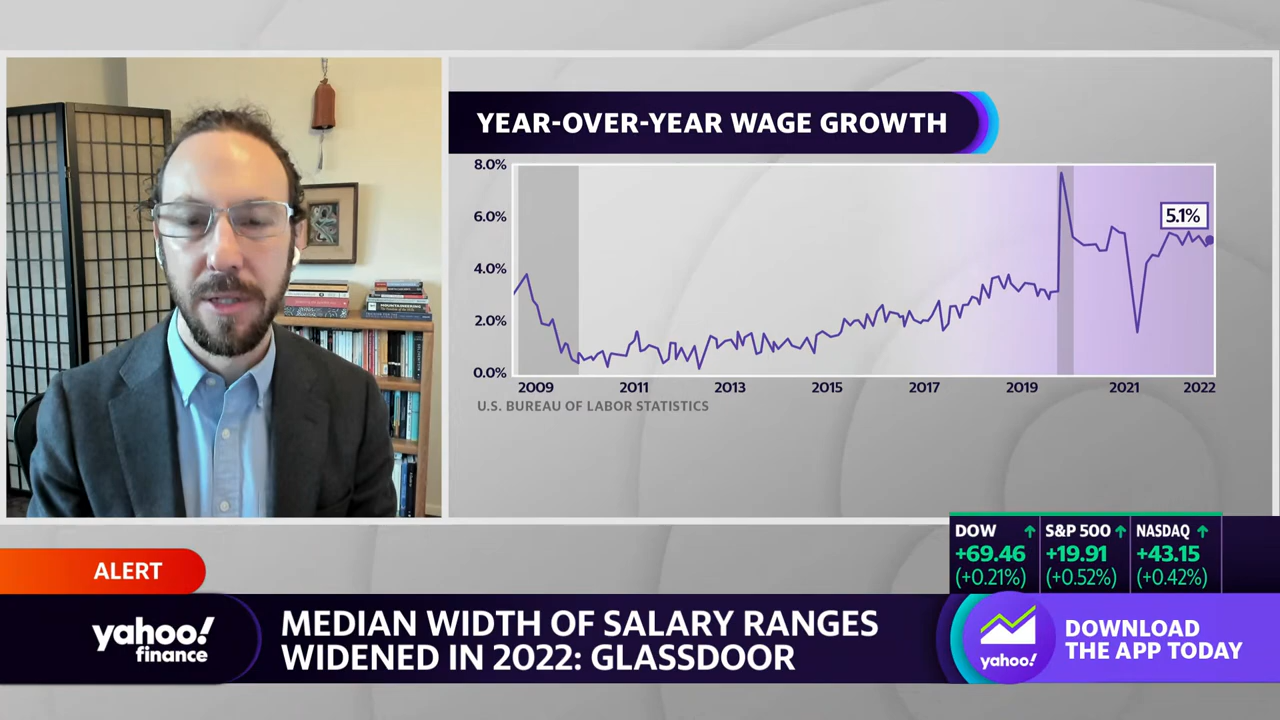 YEAR-OVER-YEAR WAGE GROWTH
8.0%
6.0%
4.0%
2.0%
0.0%
5.1%
2009 2011 2013 2015 2017 2019 2021 2022
U.S. BUREAU OF LABOR STATISTICS
MOUNTAINEERING
DOW S&P 500 NASDAQ
+69.46 +19.91 +43.15
(+0.21%) (+0.52%) (+0.42%)
ALERT
yahoo!
finance
MEDIAN WIDTH OF SALARY RANGES
WIDENED IN 2022: GLASSDOOR
yahoo!
DOWNLOAD
THE APP TODAY